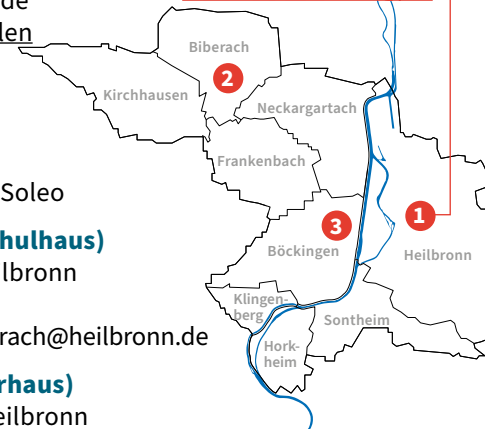 de
len
Soleo
hulhaus)
lbronn
rach@heilbronn.de
rhaus)
eilbronn
Biberach
2
Kirchhausen
Neckargartach
Frankenbach
1
3
Böckingen
Heilbronn
Klingen-
berg
Sontheim
Hork-
heim